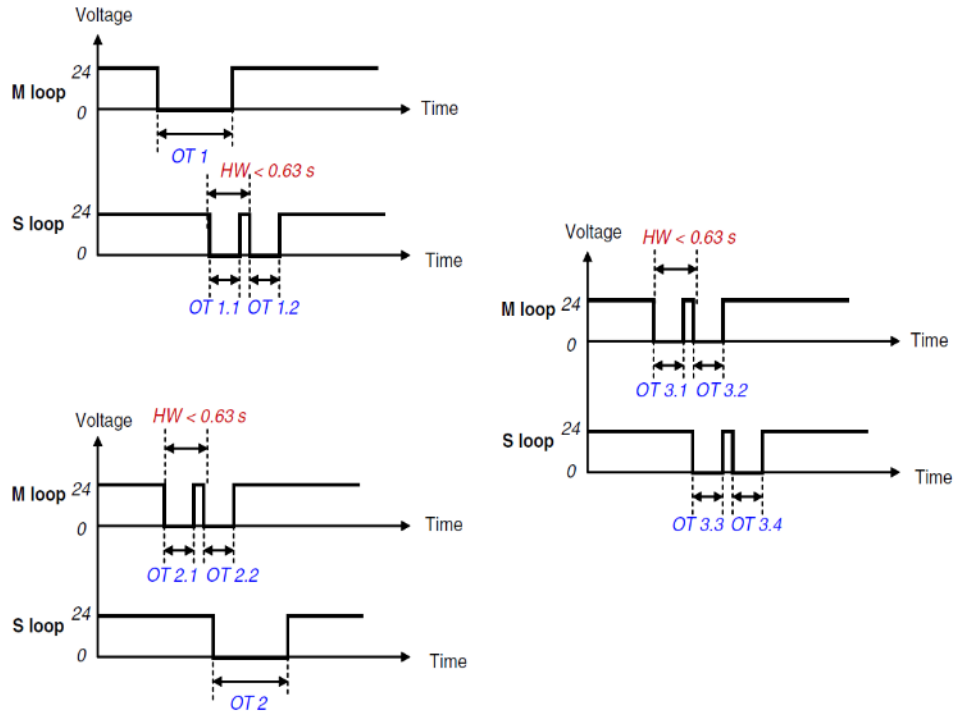 Voltage
24
M loop
0
Time
OT 1
HW < 0.63 s
24
S loop
0
Time
OT 1.1 OT 1.2
HW < 0.63 s
Voltage
24
M loop
0
Time
OT 2.1 OT 2.2
24
S loop
0
Time
OT 2
Voltage
HW < 0.63 s
24
M loop
0
Time
OT 3.1 OT 3.2
24
S loop
0
Time
OT 3.3 OT 3.4